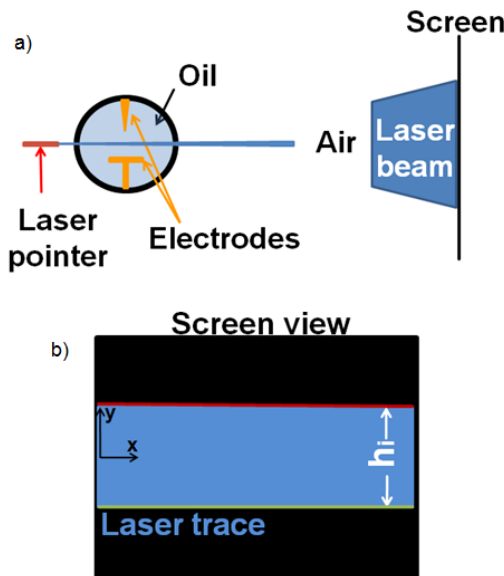 a)
Screen
Oil
Air
Laser
beam
Laser
pointer
Electrodes
Screen view
b)
y
x
hi
Laser trace